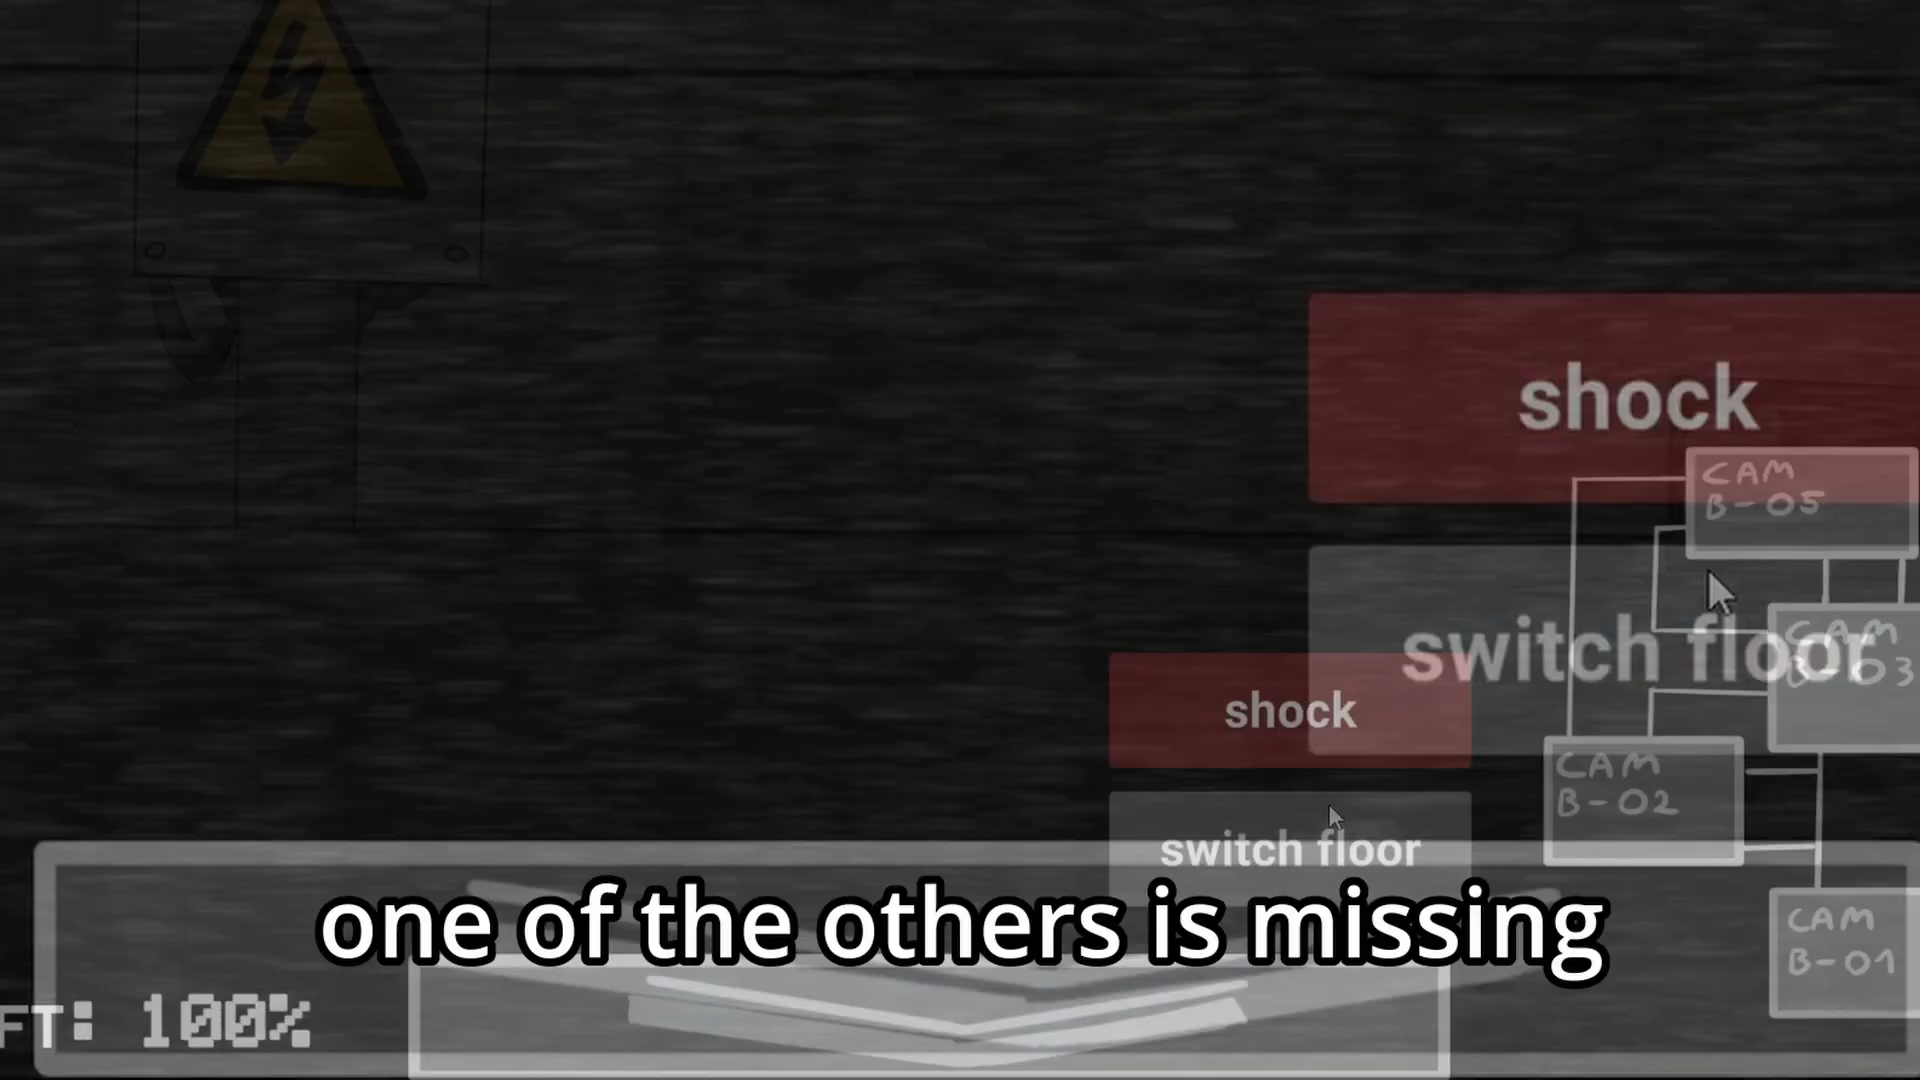 shock
CAM
B-05
switch floor
CAM
B-03
shock
CAM
B-02
switch floor
one of the others is missing
CAM
B-01
FT: 100%